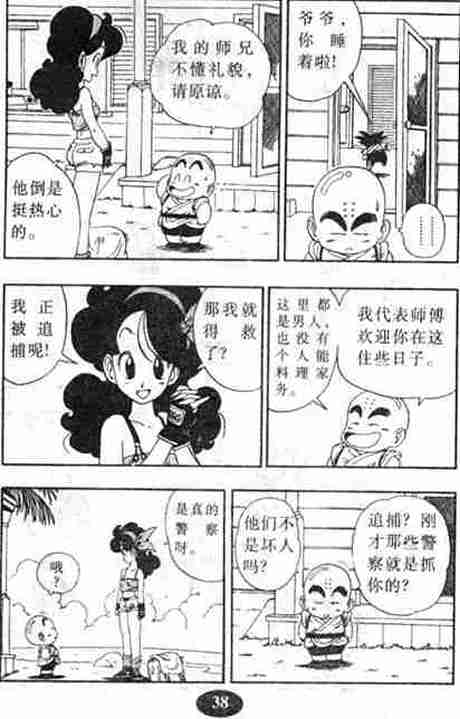 爷爷，
你睡
着啦！
……
我的师兄
不懂礼貌，
请原谅。
他倒是
挺热心
的。
我代表师傅
欢迎你在这
住些日子。
这里都
是男人，
也没有
个人能
料理家
务。
那我就
得救
了？
我正
被追
捕呢！
追捕？刚
才那些警
察就是抓
你的？
他们不
是坏人
吗？
是真的
警察
呀。
哦？
38